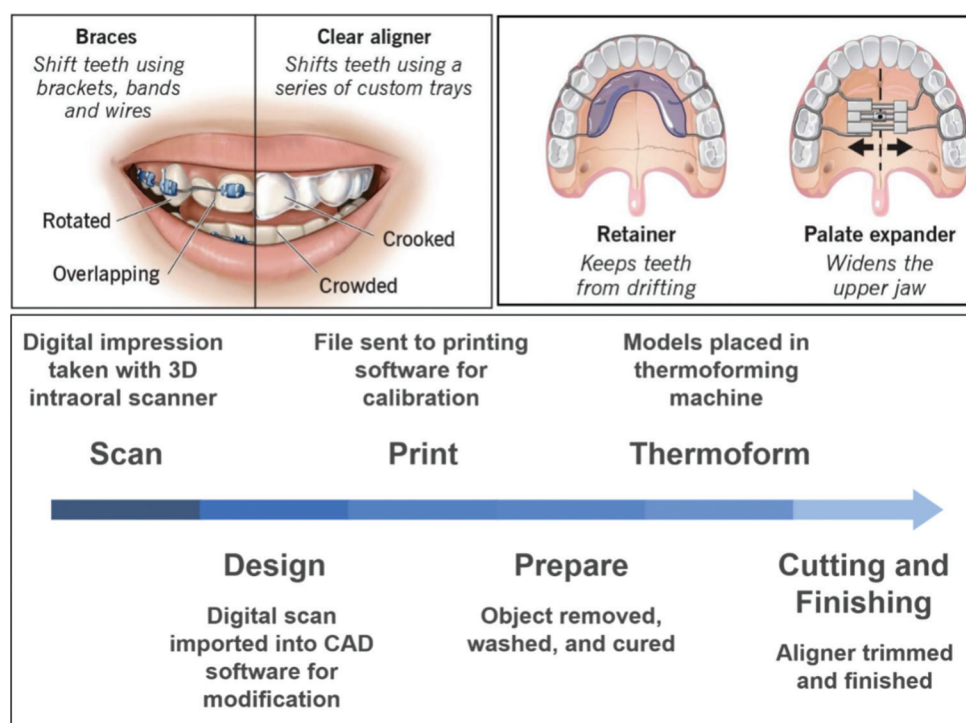 Braces
Shift teeth using
brackets, bands
and wires
Clear aligner
Shifts teeth using a
series of custom trays
Rotated
Overlapping
Crooked
Crowded
Retainer
Keeps teeth
from drifting
Palate expander
Widens the
upper jaw
Digital impression
taken with 3D
intraoral scanner
Scan
File sent to printing
software for
calibration
Print
Models placed in
thermoforming
machine
Thermoform
Design
Digital scan
imported into CAD
software for
modification
Prepare
Object removed,
washed, and cured
Cutting and
Finishing
Aligner trimmed
and finished